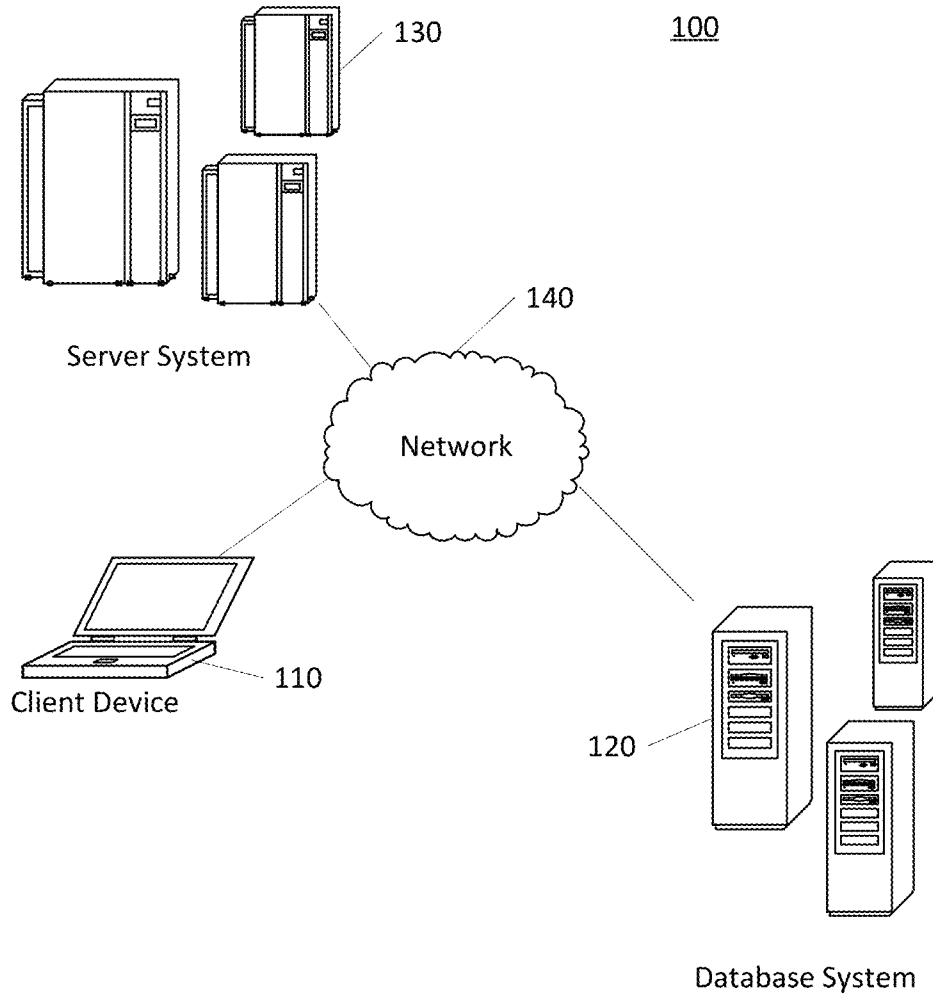 130
100
140
Server System
Network
110
Client Device
120
Database System